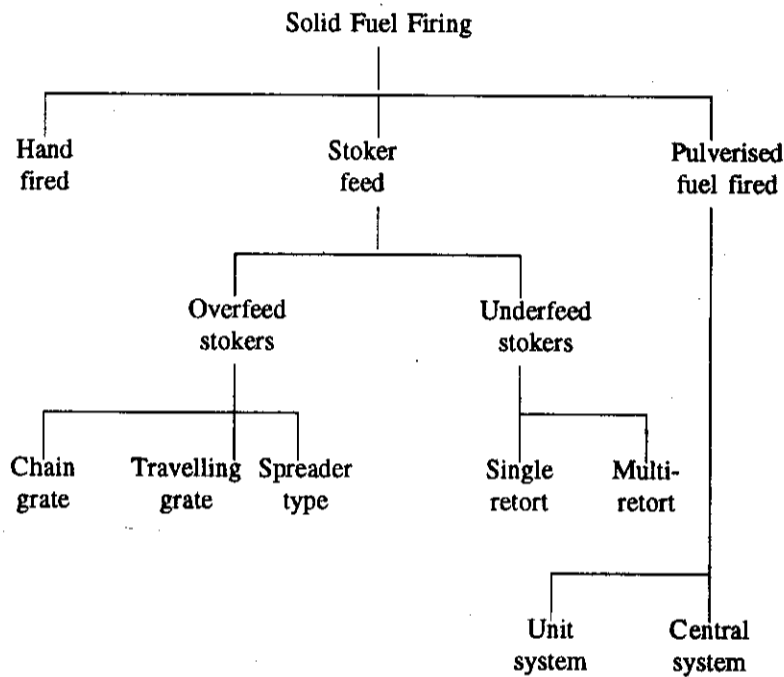 Solid Fuel Firing
Hand
fired
Stoker
feed
Pulverised
fuel fired
Overfeed
stokers
Underfeed
stokers
Chain
grate
Travelling
grate
Spreader
type
Single
retort
Multi-
retort
Unit
system
Central
system